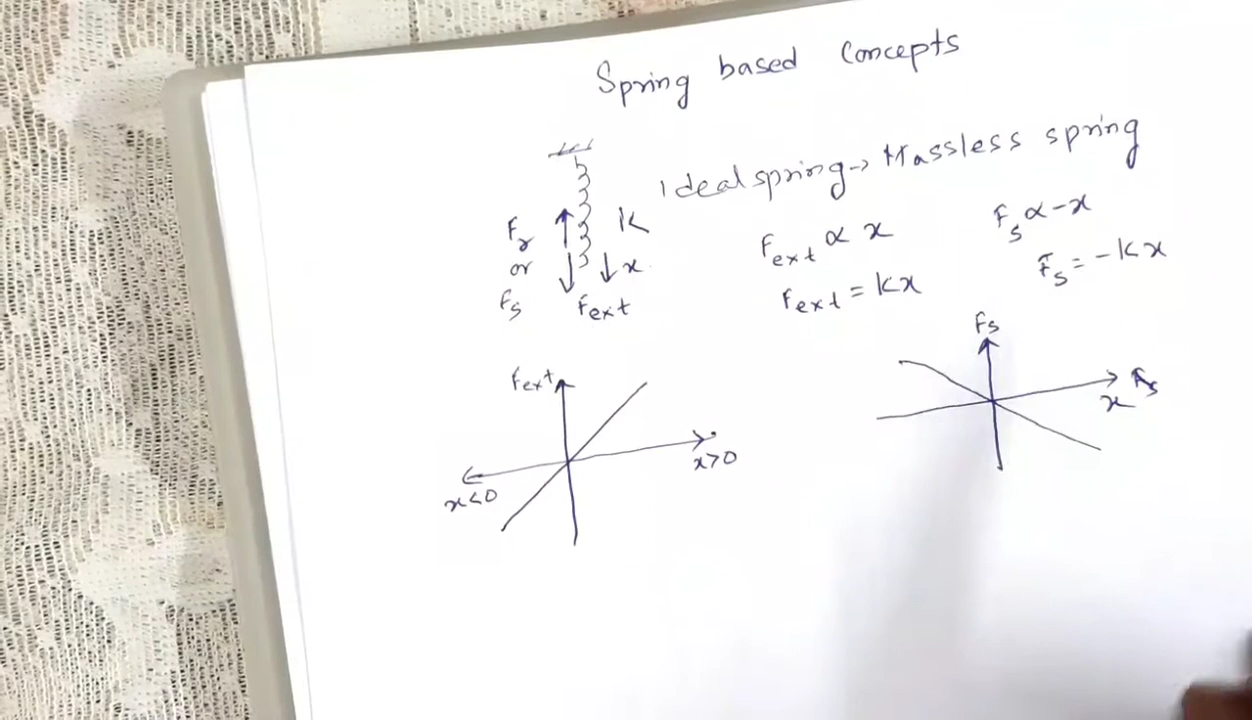 Spring based Concepts
Ideal spring → Massless spring
Fr
or
Fs
K
x
Fext
Fext ∝ x
Fext = Kx
Fs ∝ -x
Fs = -Kx
Fext
x>0
x<0
Fs
x